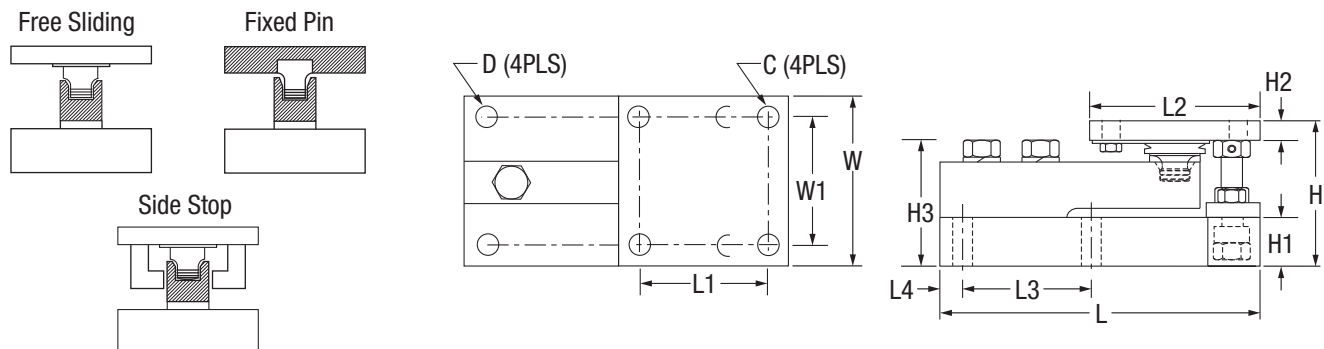 Free Sliding
Fixed Pin
Side Stop
D (4PLS)
C (4PLS)
W1
W
L1
L2
H2
H3
H
H1
L4
L3
L